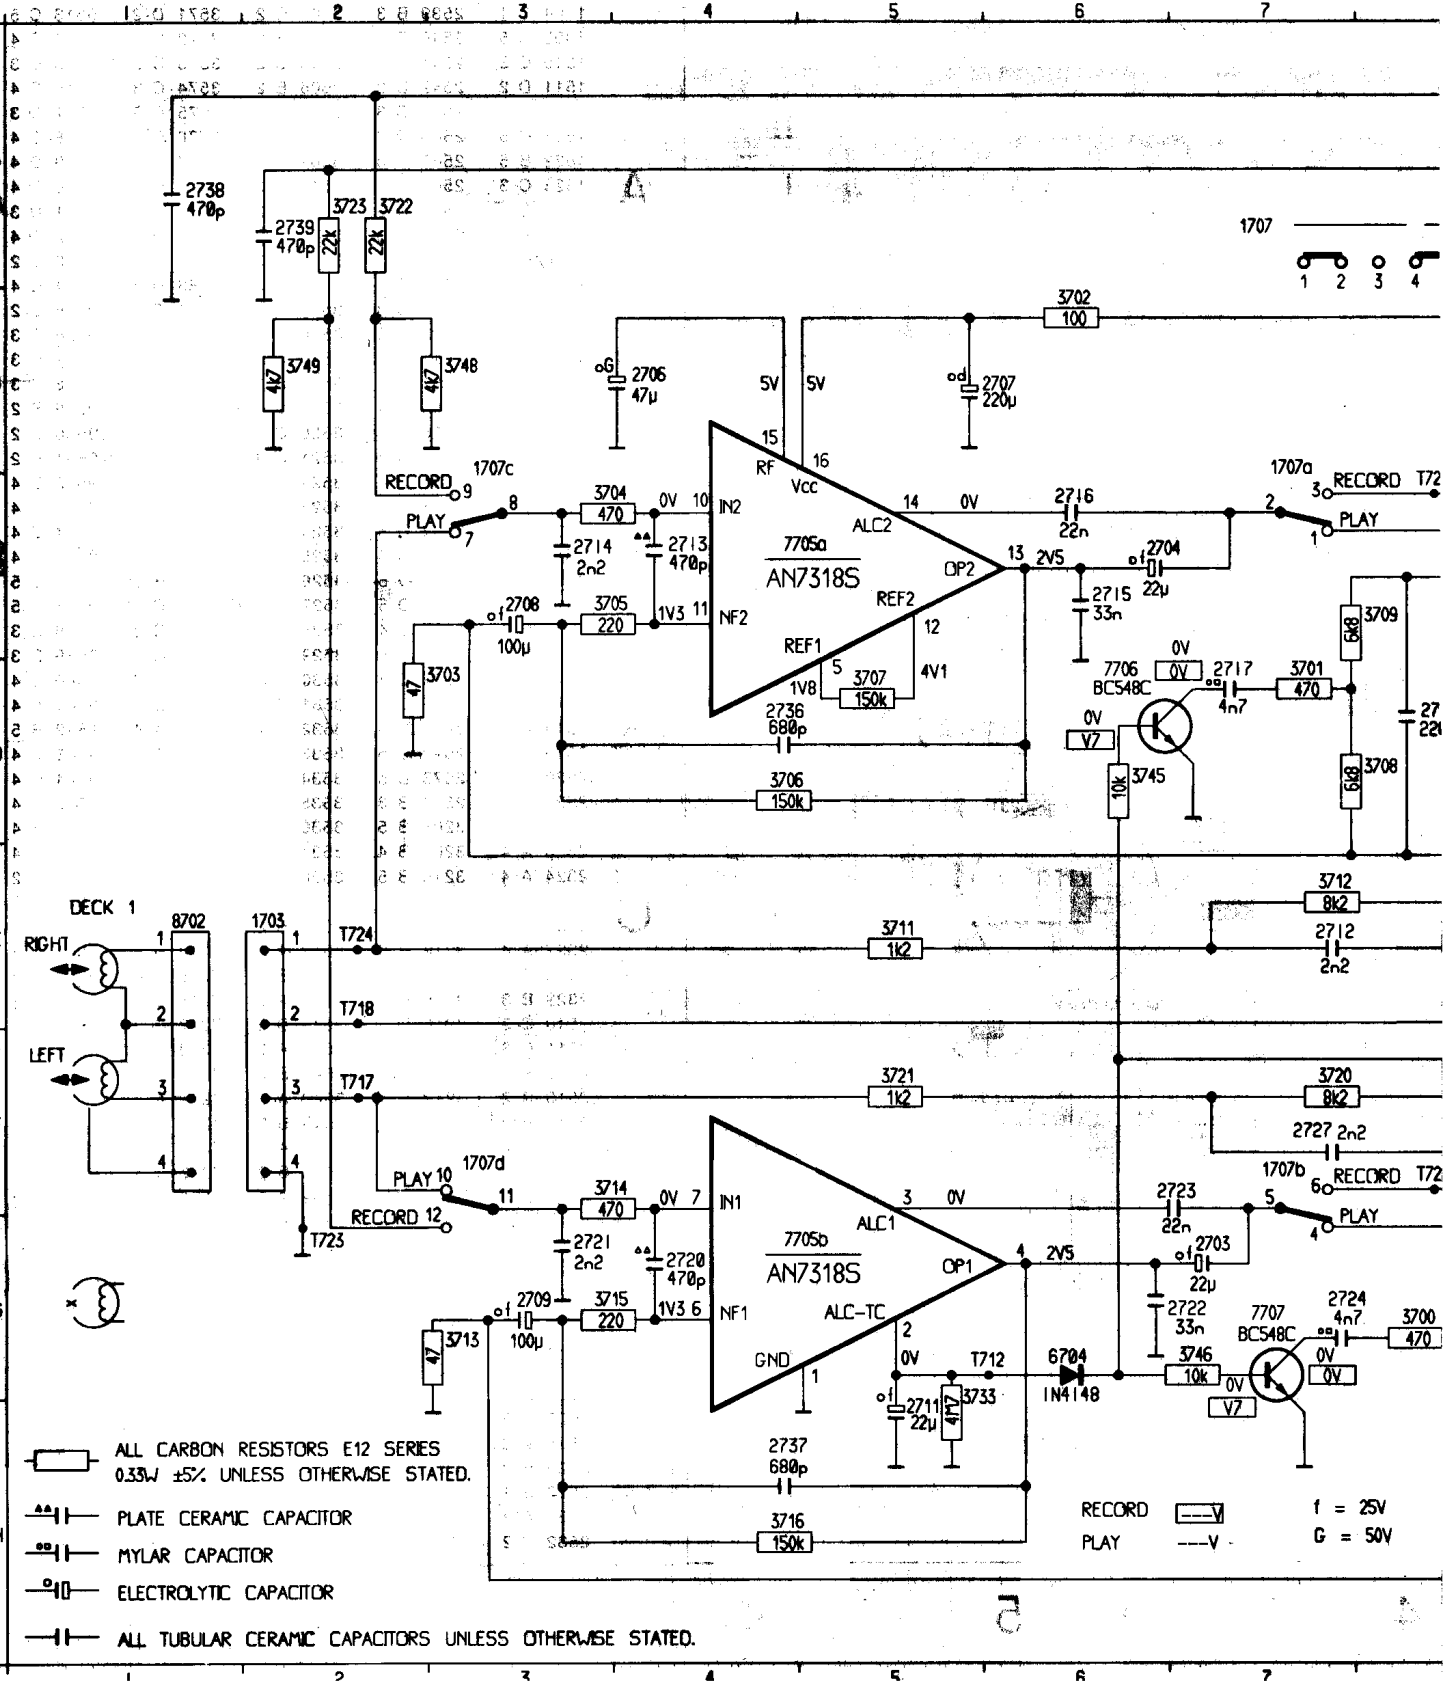 1 2 3 4 5 6 7
2738
470p
2739
470p
3723 3722
22k 22k
1707
1 2 3 4
3702
100
3749
4k7
3748
4k7
G 2706
47µ
5V 5V
d 2707
220µ
15
RF
16
Vcc
1707c
RECORD 9
8
PLAY
7
3704
470
0V 10 IN2
14 0V
ALC2
2716
22n
1707a
3 RECORD T72
2
PLAY
1
2714
2n2
2713
470p
7705a
AN7318S
13 2V5
OP2
f 2704
22µ
2715
33n
f 2708
100µ
3705
220
1V3 11 NF2
REF2
12
REF1
5
1V8
3707
150k
4V1
3703
47
3709
6k8
7706
BC548C
0V
0V
2717
4n7
3701
470
27
22
2736
680p
0V
V7
3745
10k
3708
6k8
3706
150k
DECK 1
8702 1703
RIGHT
1 1 T724
3711
1k2
3712
8k2
2712
2n2
2 2 T718
LEFT
3 3 T717
3721
1k2
3720
8k2
2727 2n2
4 4
PLAY 10
1707d
11
RECORD 12
T723
3714
470
0V 7 IN1
3 0V
ALC1
2723
22n
1707b
6 RECORD T72
5
PLAY
4
2721
2n2
2720
470p
7705b
AN7318S
4 2V5
OP1
f 2703
22µ
x
f 2709
100µ
3715
220
1V3 6 NF1
ALC-TC
2
0V
2722
33n
7707
BC548C
2724
4n7
3700
470
3713
47
GND
1
T712
6704
1N4148
3746
10k
0V
0V
0V
V7
f 2711
22µ
3733
4M7
2737
680p
3716
150k
ALL CARBON RESISTORS E12 SERIES
0.33W ±5% UNLESS OTHERWISE STATED.
PLATE CERAMIC CAPACITOR
MYLAR CAPACITOR
ELECTROLYTIC CAPACITOR
ALL TUBULAR CERAMIC CAPACITORS UNLESS OTHERWISE STATED.
RECORD ---V
PLAY ---V
f = 25V
G = 50V
1 2 3 4 5 6 7